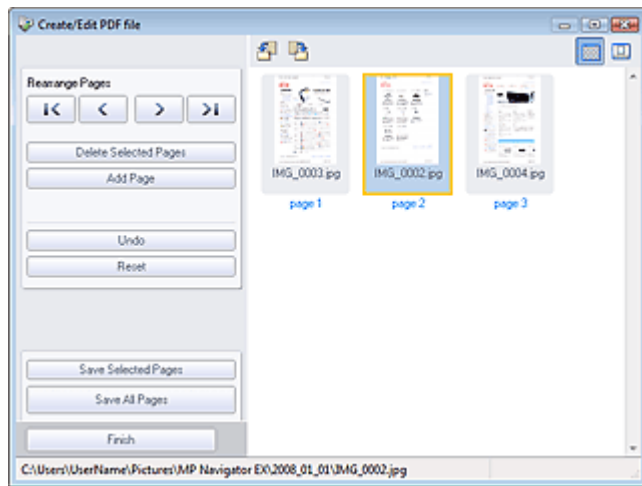 Create/Edit PDF file
Rearrange Pages
Delete Selected Pages
Add Page
Undo
Reset
Save Selected Pages
Save All Pages
Finish
IMG_0003.jpg
IMG_0002.jpg
IMG_0004.jpg
page 1
page 2
page 3
C:\Users\UserName\Pictures\MP Navigator EX\2008_01_01\IMG_0002.jpg